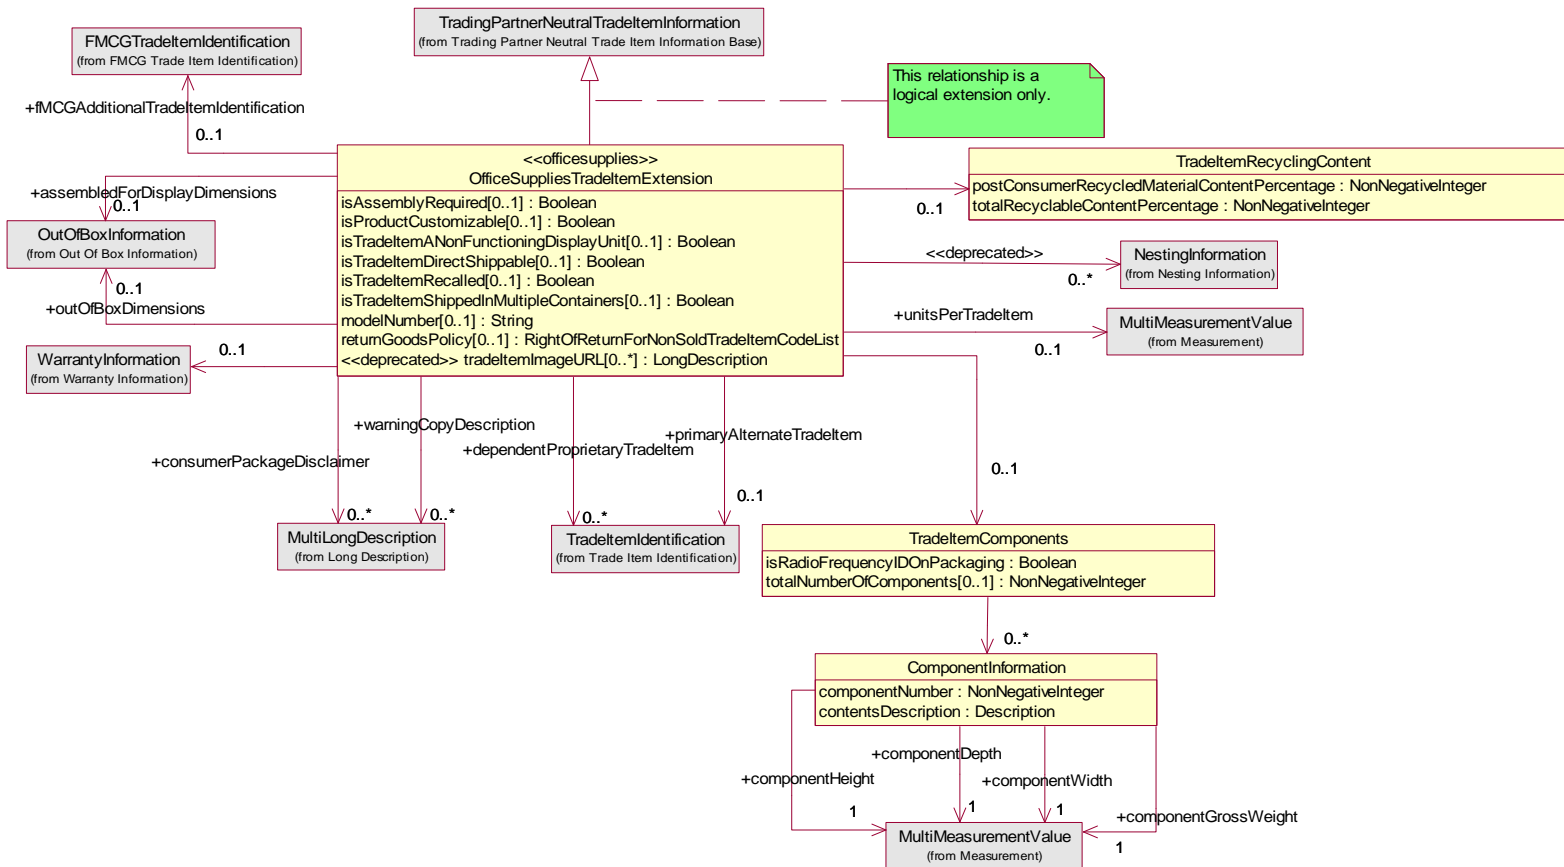 TradingPartnerNeutralTradeItemInformation
(from Trading Partner Neutral Trade Item Information Base)
FMCGTradeItemIdentification
(from FMCG Trade Item Identification)
This relationship is a
logical extension only.
+fMCGAdditionalTradeItemIdentification
0..1
<<officesupplies>>
OfficeSuppliesTradeItemExtension
isAssemblyRequired[0..1] : Boolean
isProductCustomizable[0..1] : Boolean
isTradeItemANonFunctioningDisplayUnit[0..1] : Boolean
isTradeItemDirectShippable[0..1] : Boolean
isTradeItemRecalled[0..1] : Boolean
isTradeItemShippedInMultipleContainers[0..1] : Boolean
modelNumber[0..1] : String
returnGoodsPolicy[0..1] : RightOfReturnForNonSoldTradeItemCodeList
<<deprecated>> tradeItemImageURL[0..*] : LongDescription
+assembledForDisplayDimensions
0..1
OutOfBoxInformation
(from Out Of Box Information)
0..1
+outOfBoxDimensions
WarrantyInformation
(from Warranty Information)
0..1
TradeItemRecyclingContent
postConsumerRecycledMaterialContentPercentage : NonNegativeInteger
totalRecyclableContentPercentage : NonNegativeInteger
0..1
<<deprecated>>
0..*
NestingInformation
(from Nesting Information)
+unitsPerTradeItem
0..1
MultiMeasurementValue
(from Measurement)
+warningCopyDescription
+consumerPackageDisclaimer
0..*
0..*
MultiLongDescription
(from Long Description)
+primaryAlternateTradeItem
+dependentProprietaryTradeItem
0..1
0..*
TradeItemIdentification
(from Trade Item Identification)
0..1
TradeItemComponents
isRadioFrequencyIDOnPackaging : Boolean
totalNumberOfComponents[0..1] : NonNegativeInteger
0..*
ComponentInformation
componentNumber : NonNegativeInteger
contentsDescription : Description
+componentDepth
+componentHeight
+componentWidth
+componentGrossWeight
1
1
1
1
MultiMeasurementValue
(from Measurement)